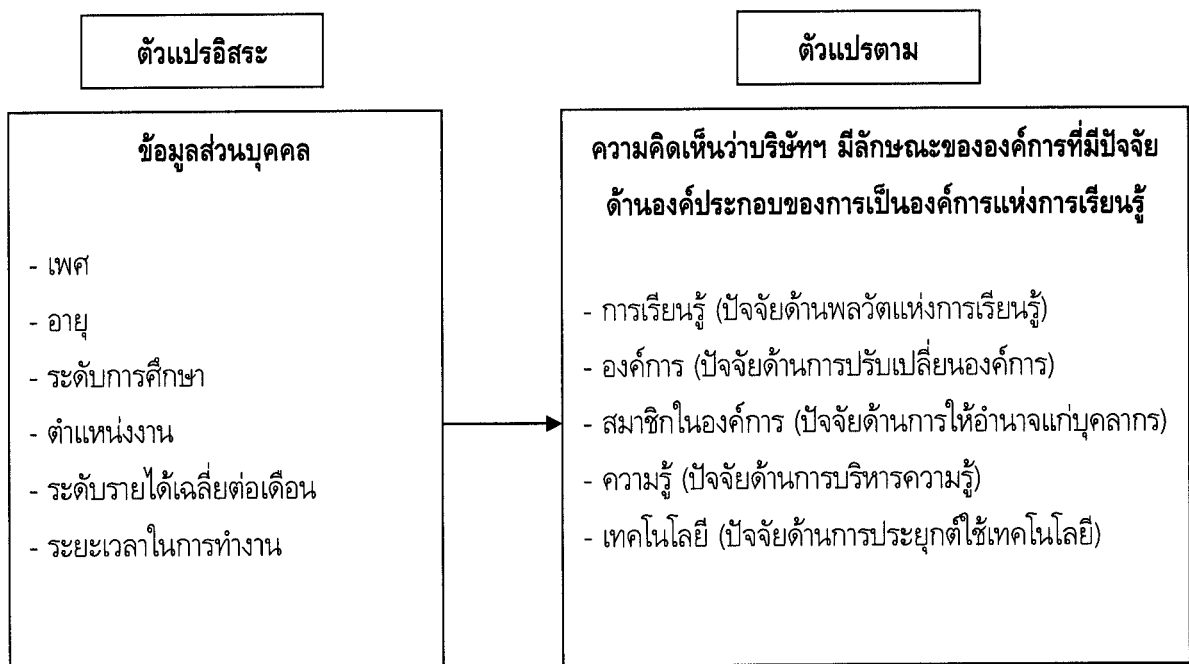 ตัวแปรอิสระ
ตัวแปรตาม
ข้อมูลส่วนบุคคล
- เพศ
- อายุ
- ระดับการศึกษา
- ตำแหน่งงาน
- ระดับรายได้เฉลี่ยต่อเดือน
- ระยะเวลาในการทำงาน
ความคิดเห็นว่าบริษัทฯ มีลักษณะขององค์การที่มีปัจจัย
ด้านองค์ประกอบของการเป็นองค์การแห่งการเรียนรู้
- การเรียนรู้ (ปัจจัยด้านพลวัตแห่งการเรียนรู้)
- องค์การ (ปัจจัยด้านการปรับเปลี่ยนองค์การ)
- สมาชิกในองค์การ (ปัจจัยด้านการให้อำนาจแก่บุคลากร)
- ความรู้ (ปัจจัยด้านการบริหารความรู้)
- เทคโนโลยี (ปัจจัยด้านการประยุกต์ใช้เทคโนโลยี)